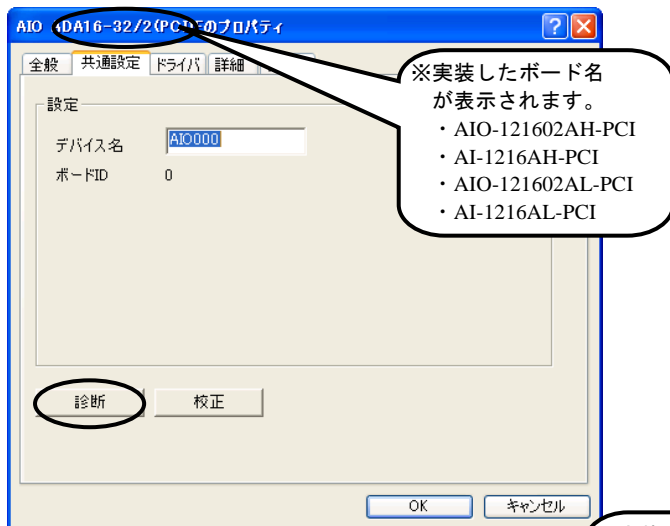 AIO DA16-32/2(PCI)Eのプロパティ
全般 共通設定 ドライバ 詳細
※実装したボード名
が表示されます。
・AIO-121602AH-PCI
・AI-1216AH-PCI
・AIO-121602AL-PCI
・AI-1216AL-PCI
設定
デバイス名 AIO000
ボードID 0
診断 校正
OK キャンセル